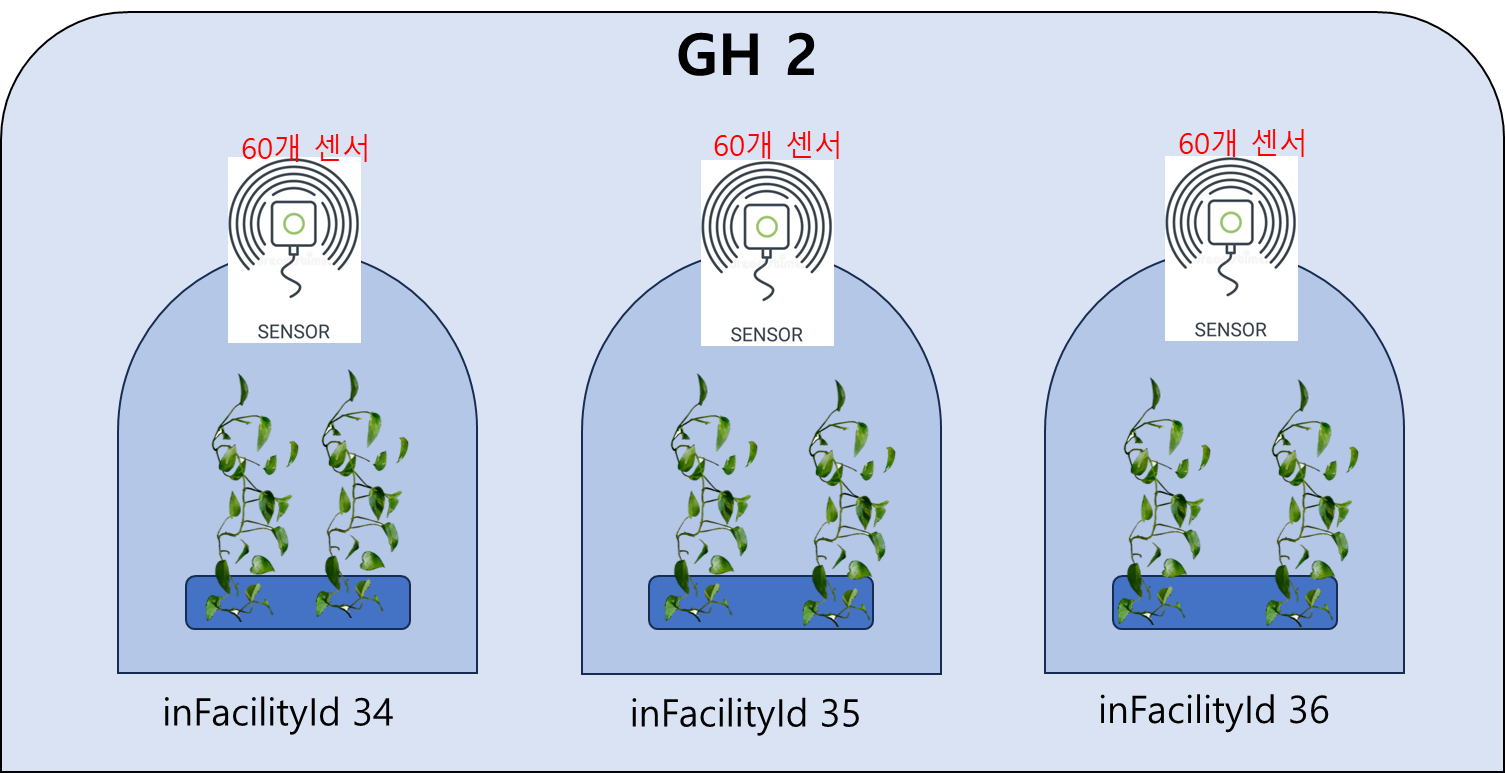 GH 2
60개 센서
60개 센서
60개 센서
SENSOR
SENSOR
SENSOR
inFacilityId 34
inFacilityId 35
inFacilityId 36